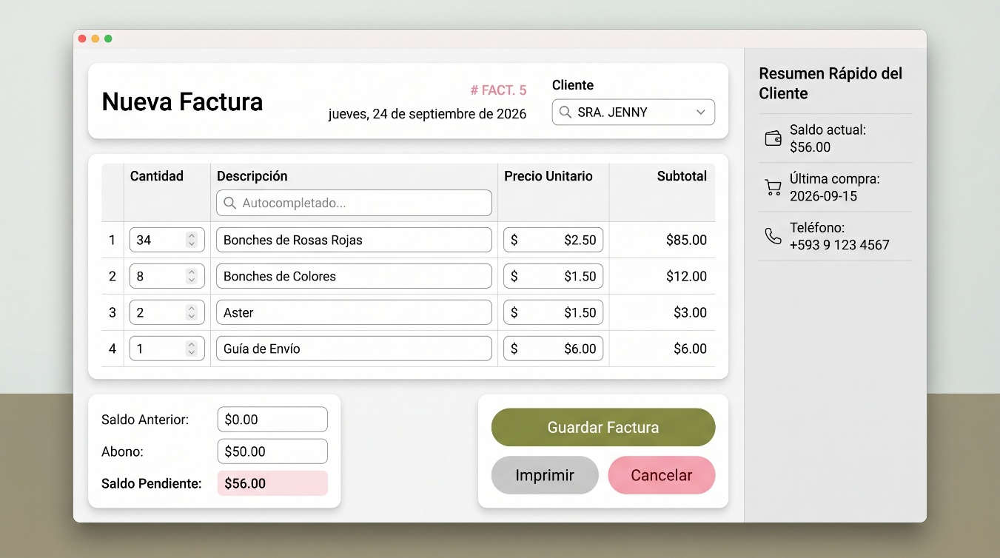 Nueva Factura
# FACT. 5
jueves, 24 de septiembre de 2026
Cliente
SRA. JENNY
Cantidad Descripción Precio Unitario Subtotal
Autocompletado...
1 34 Bonches de Rosas Rojas $ $2.50 $85.00
2 8 Bonches de Colores $ $1.50 $12.00
3 2 Aster $ $1.50 $3.00
4 1 Guía de Envío $ $6.00 $6.00
Saldo Anterior: $0.00
Abono: $50.00
Saldo Pendiente: $56.00
Guardar Factura
Imprimir Cancelar
Resumen Rápido del
Cliente
Saldo actual:
$56.00
Última compra:
2026-09-15
Teléfono:
+593 9 123 4567